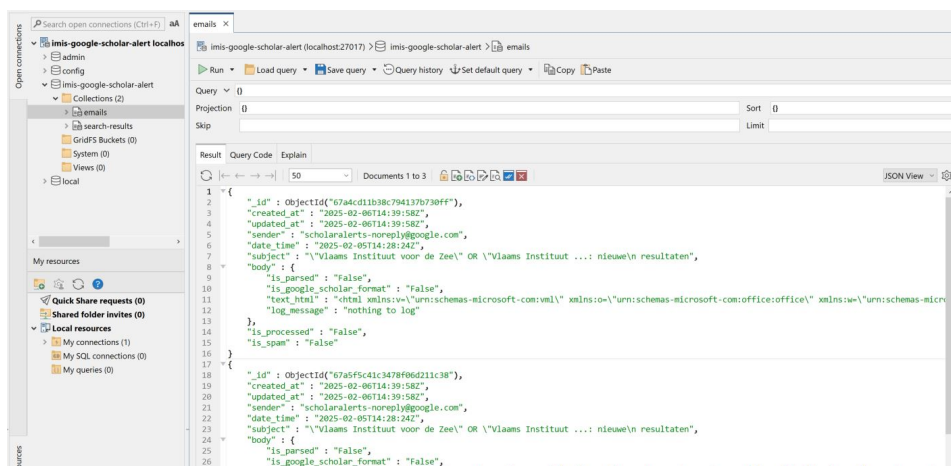 Open connections
Search open connections (Ctrl+F) aA
imis-google-scholar-alert localhos
admin
config
imis-google-scholar-alert
Collections (2)
emails
search-results
GridFS Buckets (0)
System (0)
Views (0)
local
My resources
Quick Share requests (0)
Shared folder invites (0)
Local resources
My connections (1)
My SQL connections (0)
My queries (0)
emails ×
imis-google-scholar-alert (localhost:27017) > imis-google-scholar-alert > emails
Run Load query Save query Query history Set default query Copy Paste
Query {}
Projection {} Sort {}
Skip Limit
Result Query Code Explain
50 Documents 1 to 3 JSON View
1 {
2 "_id" : ObjectId("67a4cd11b38c794137b730ff"),
3 "created_at" : "2025-02-06T14:39:58Z",
4 "updated_at" : "2025-02-06T14:39:58Z",
5 "sender" : "scholaralerts-noreply@google.com",
6 "date_time" : "2025-02-05T14:28:24Z",
7 "subject" : "\"Vlaams Instituut voor de Zee\" OR \"Vlaams Instituut ...: nieuwe\n resultaten",
8 "body" : {
9 "is_parsed" : "False",
10 "is_google_scholar_format" : "False",
11 "text_html" : "<html xmlns:v=\"urn:schemas-microsoft-com:vml\" xmlns:o=\"urn:schemas-microsoft-com:office:office\" xmlns:w=\"urn:schemas-micr
12 "log_message" : "nothing to log"
13 },
14 "is_processed" : "False",
15 "is_spam" : "False"
16 }
17 {
18 "_id" : ObjectId("67a5f5c41c3478f06d211c38"),
19 "created_at" : "2025-02-06T14:39:58Z",
20 "updated_at" : "2025-02-06T14:39:58Z",
21 "sender" : "scholaralerts-noreply@google.com",
22 "date_time" : "2025-02-05T14:28:24Z",
23 "subject" : "\"Vlaams Instituut voor de Zee\" OR \"Vlaams Instituut ...: nieuwe\n resultaten",
24 "body" : {
25 "is_parsed" : "False",
26 "is_google_scholar_format" : "False",